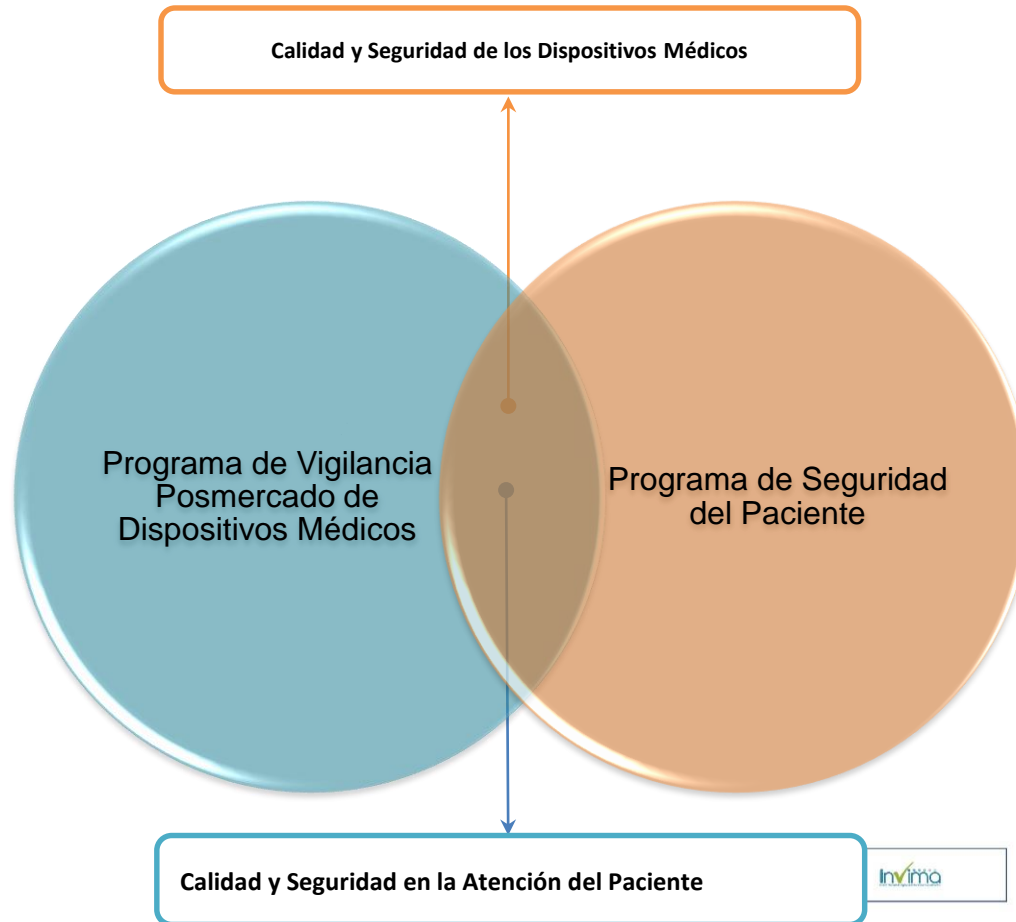 Calidad y Seguridad de los Dispositivos Médicos
Programa de Vigilancia
Posmercado de
Dispositivos Médicos
Programa de Seguridad
del Paciente
Calidad y Seguridad en la Atención del Paciente
Invima